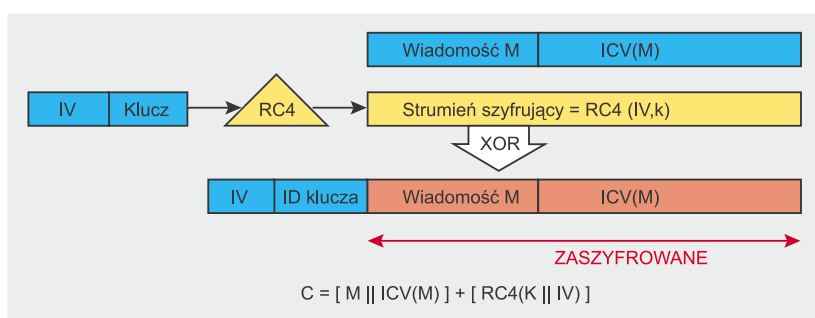 Wiadomość M ICV(M)
IV Klucz RC4 Strumień szyfrujący = RC4 (IV,k)
XOR
IV ID klucza Wiadomość M ICV(M)
ZASZYFROWANE
C = [ M || ICV(M) ] + [ RC4(K || IV) ]